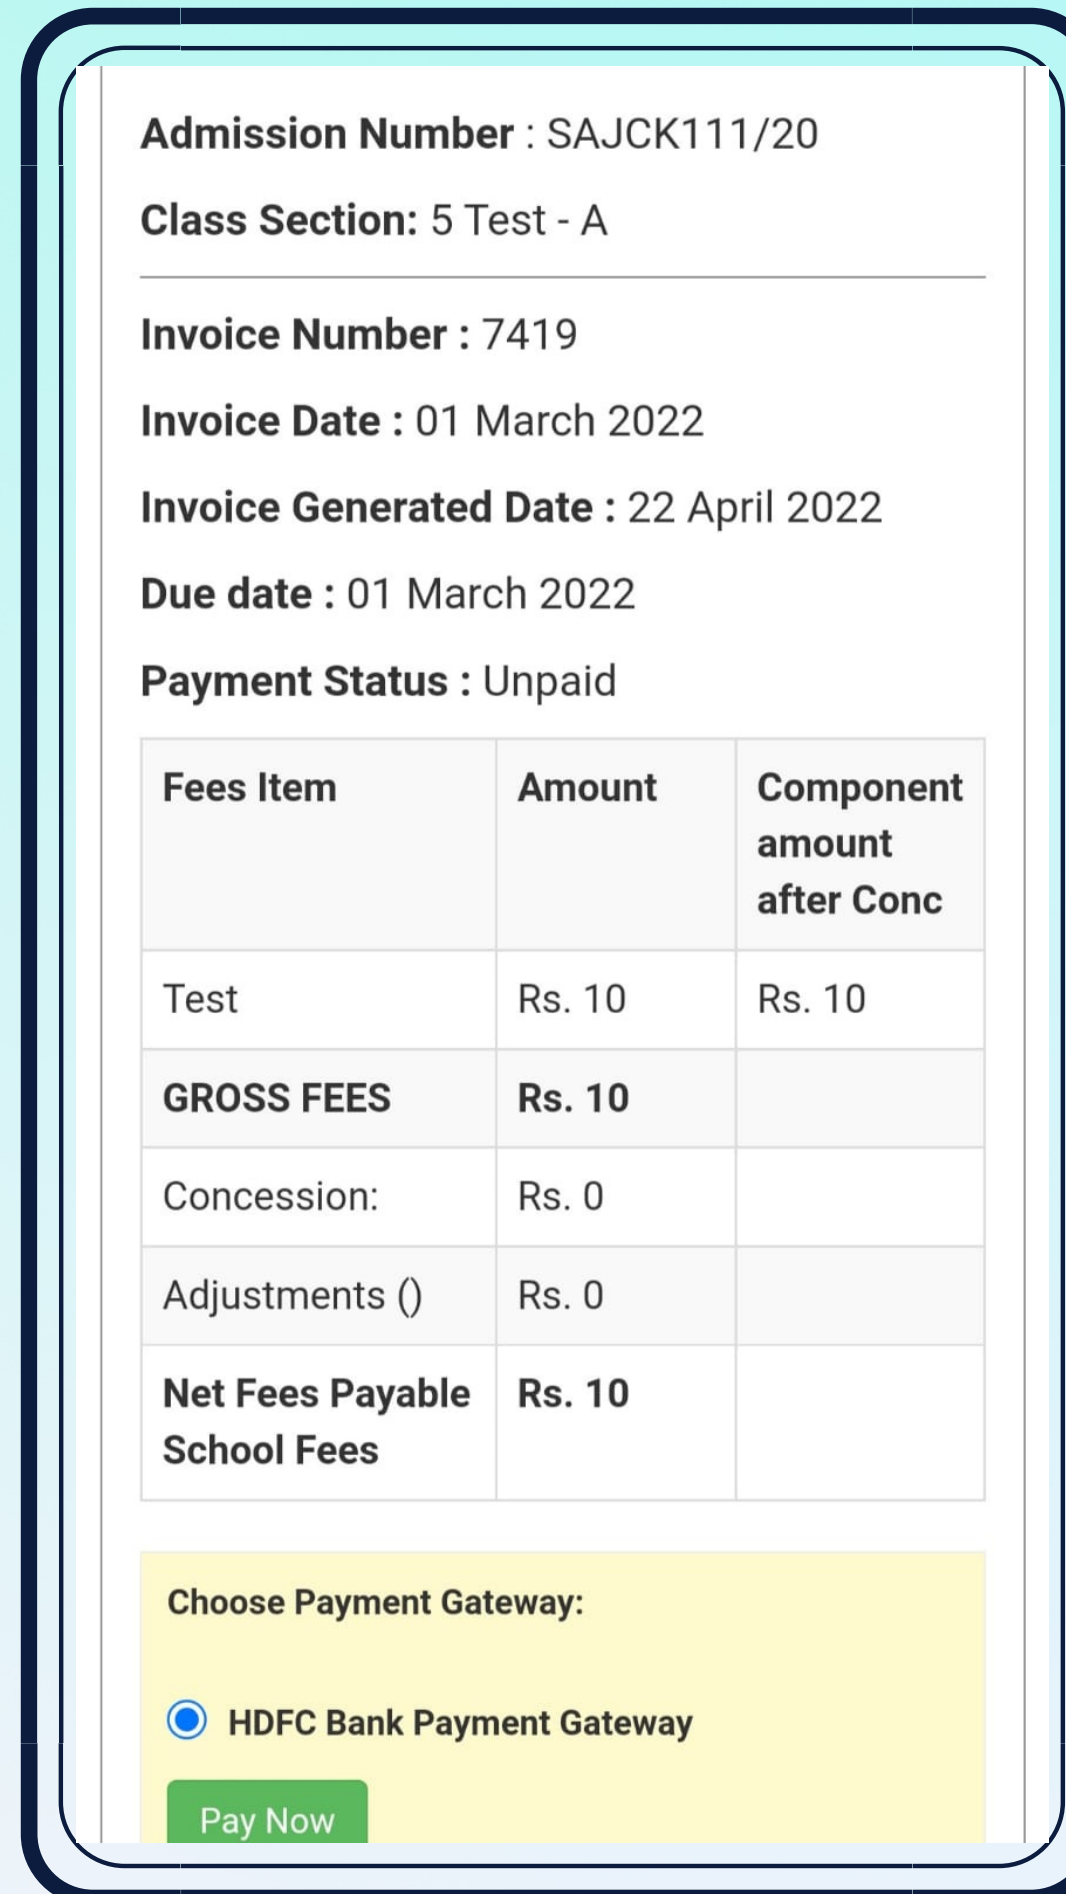 Admission Number : SAJCK111/20
Class Section: 5 Test - A
Invoice Number : 7419
Invoice Date : 01 March 2022
Invoice Generated Date : 22 April 2022
Due date : 01 March 2022
Payment Status : Unpaid
Fees Item Amount Component
amount
after Conc
Test Rs. 10 Rs. 10
GROSS FEES Rs. 10
Concession: Rs. 0
Adjustments () Rs. 0
Net Fees Payable Rs. 10
School Fees
Choose Payment Gateway:
HDFC Bank Payment Gateway
Pay Now